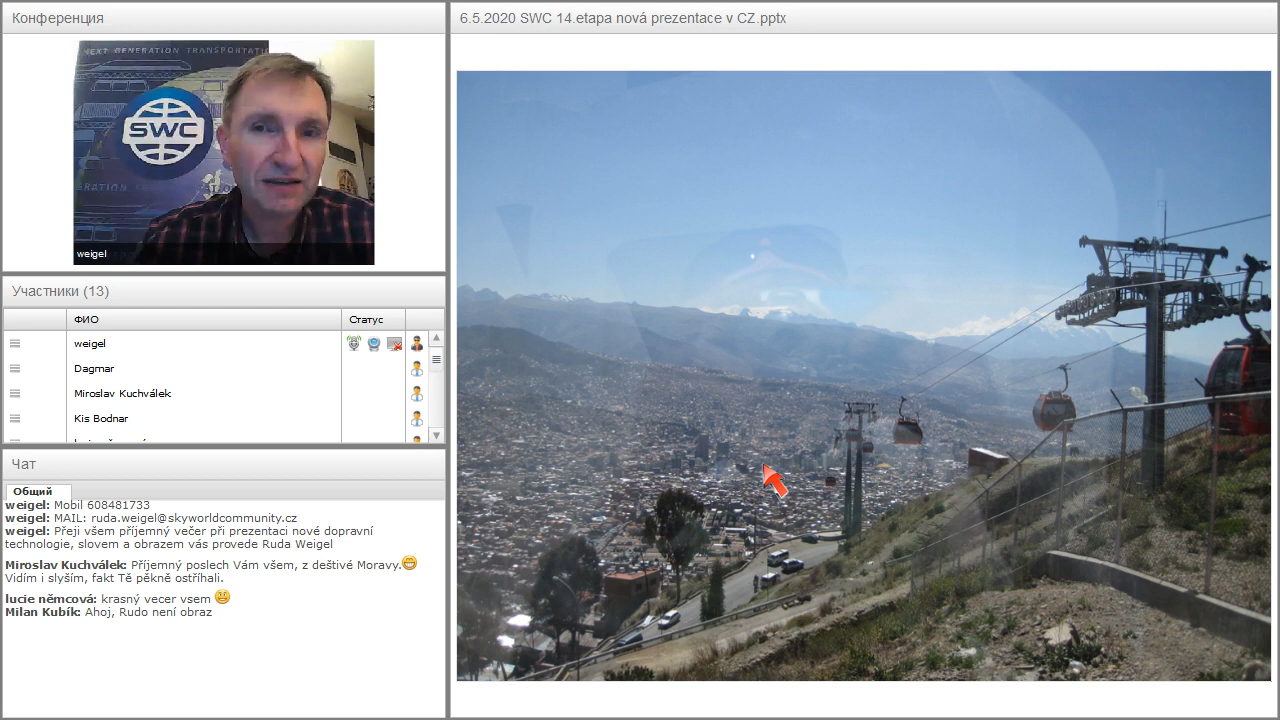 Конференция
NEXT GENERATION TRANSPORTATI
SWC
weigel
Участники (13)
ФИО
Статус
weigel
Dagmar
Miroslav Kuchválek
Kis Bodnar
Чат
Общий
weigel: Mobil 608481733
weigel: MAIL: ruda.weigel@skyworldcommunity.cz
weigel: Přeji všem příjemný večer při prezentaci nové dopravní
technologie, slovem a obrazem vás provede Ruda Weigel
Miroslav Kuchválek: Příjemný poslech Vám všem, z deštivé Moravy.
Vidím i slyším, fakt Tě pěkně ostříhali.
lucie němcová: krasný vecer vsem
Milan Kubík: Ahoj, Rudo není obraz
6.5.2020 SWC 14.etapa nová prezentace v CZ.pptx